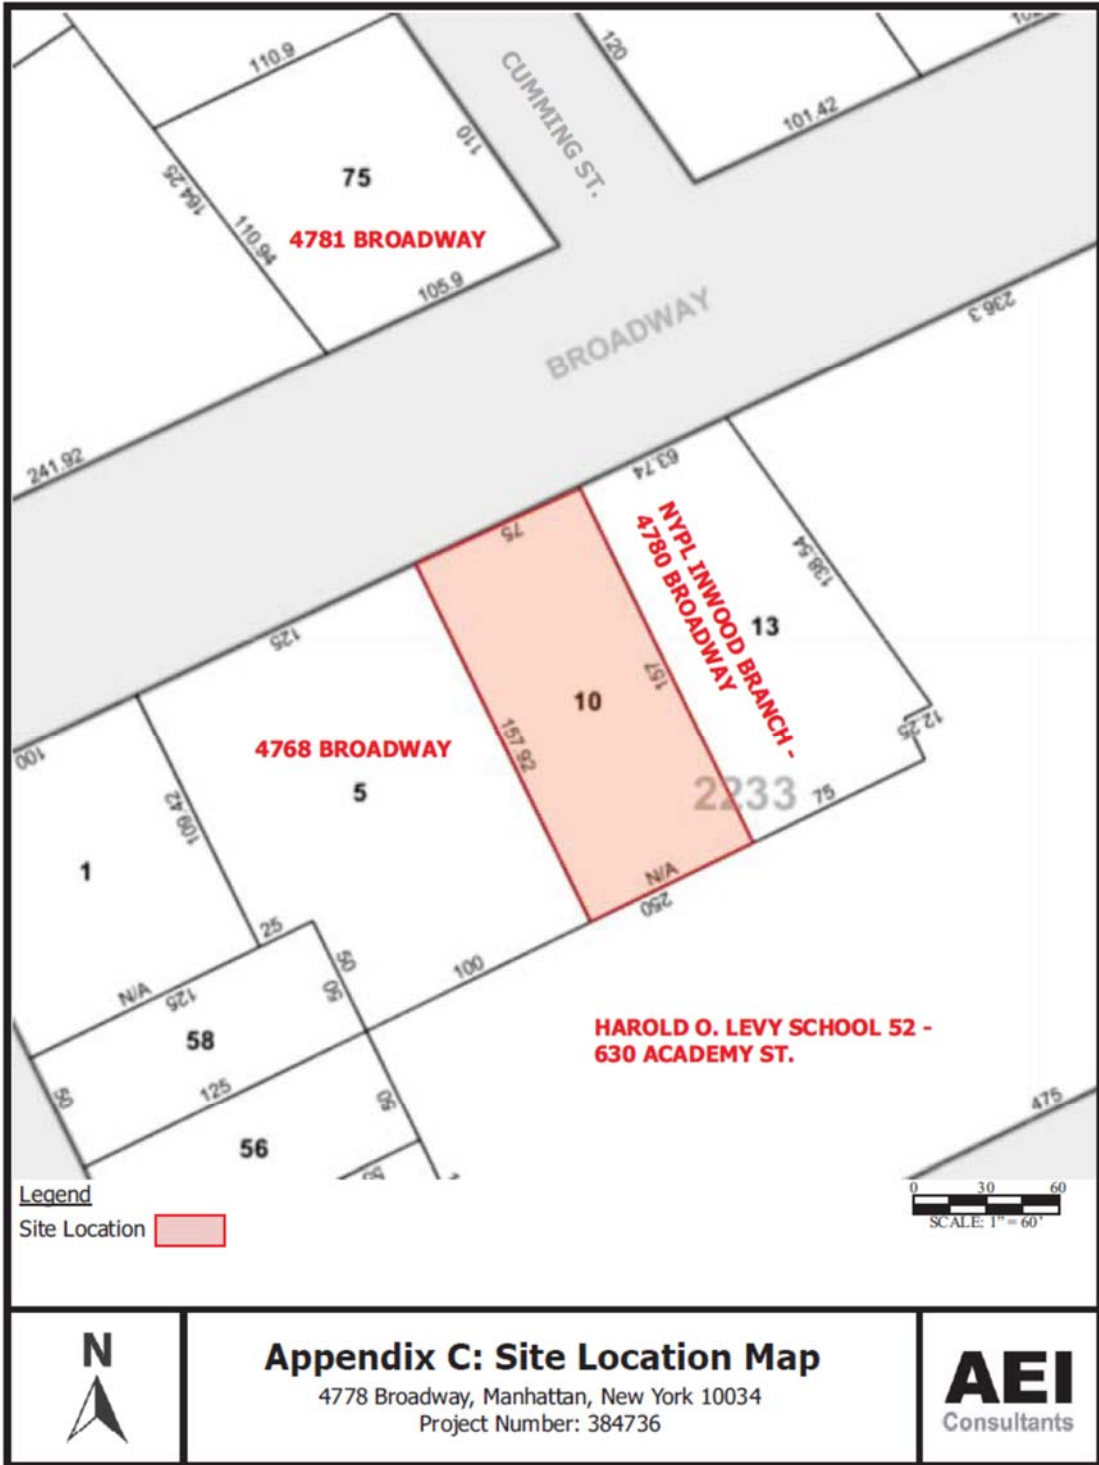 110.9
CUMMING ST.
120
101.42
110
75
164.25
110.94
4781 BROADWAY
105.9
BROADWAY
236.3
241.92
63.74
75
NYPL INWOOD BRANCH -
4780 BROADWAY
138.54
125
13
157
10
12.25
100
157.92
4768 BROADWAY
5
2233
75
109.42
1
N/A
250
25
50
100
N/A
125
50
58
HAROLD O. LEVY SCHOOL 52 -
630 ACADEMY ST.
50
125
50
475
56
Legend
Site Location
0 30 60
SCALE: 1" = 60'
N
Appendix C: Site Location Map
4778 Broadway, Manhattan, New York 10034
Project Number: 384736
AEI
Consultants